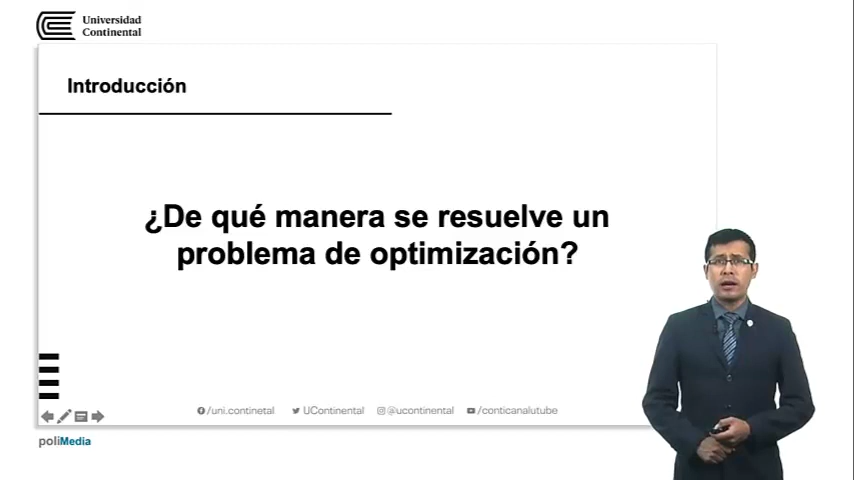 Universidad
Continental
Introducción
¿De qué manera se resuelve un
problema de optimización?
/uni.continetal UContinental @ucontinental /conticanalutube
poliMedia